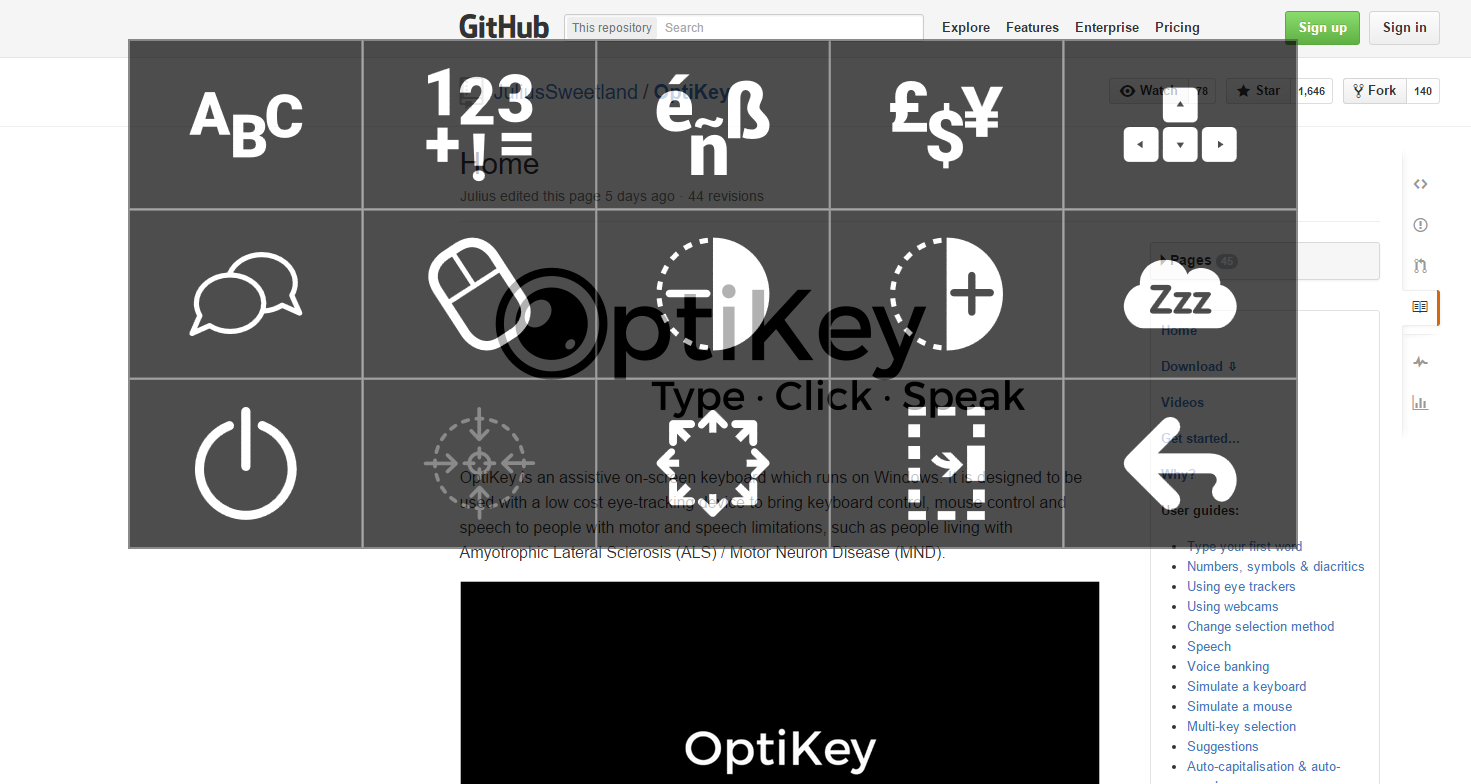 GitHub This repository Search Explore Features Enterprise Pricing Sign up Sign in
JuliusSweetland / OptiKey Watch 78 Star 1,646 Fork 140
ABC
123
+!=
éñß
£$¥
Home
Julius edited this page 5 days ago · 44 revisions
Pages 45
OptiKey
Type · Click · Speak
Zzz
Home
Download ⇩
Videos
Get started...
Why?
User guides:
OptiKey is an assistive on-screen keyboard which runs on Windows. It is designed to be
used with a low cost eye-tracking device to bring keyboard control, mouse control and
speech to people with motor and speech limitations, such as people living with
Amyotrophic Lateral Sclerosis (ALS) / Motor Neuron Disease (MND).
Type your first word
Numbers, symbols & diacritics
Using eye trackers
Using webcams
Change selection method
Speech
Voice banking
Simulate a keyboard
Simulate a mouse
Multi-key selection
Suggestions
Auto-capitalisation & auto-
OptiKey